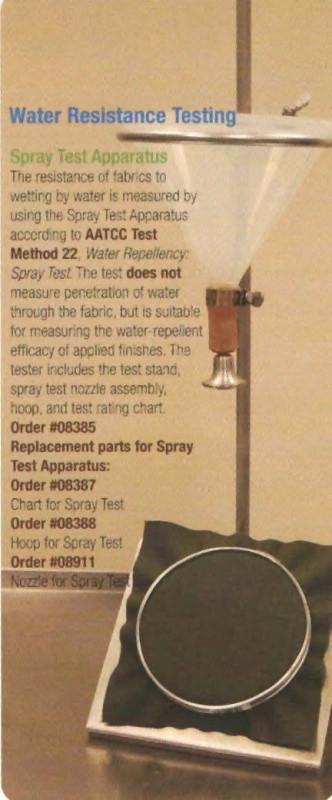 Water Resistance Testing
Spray Test Apparatus
The resistance of fabrics to
wetting by water is measured by
using the Spray Test Apparatus
according to AATCC Test
Method 22, Water Repellency:
Spray Test. The test does not
measure penetration of water
through the fabric, but is suitable
for measuring the water-repellent
efficacy of applied finishes. The
tester includes the test stand,
spray test nozzle assembly,
hoop, and test rating chart.
Order #08385
Replacement parts for Spray
Test Apparatus:
Order #08387
Chart for Spray Test
Order #08388
Hoop for Spray Test
Order #08911
Nozzle for Spray Test